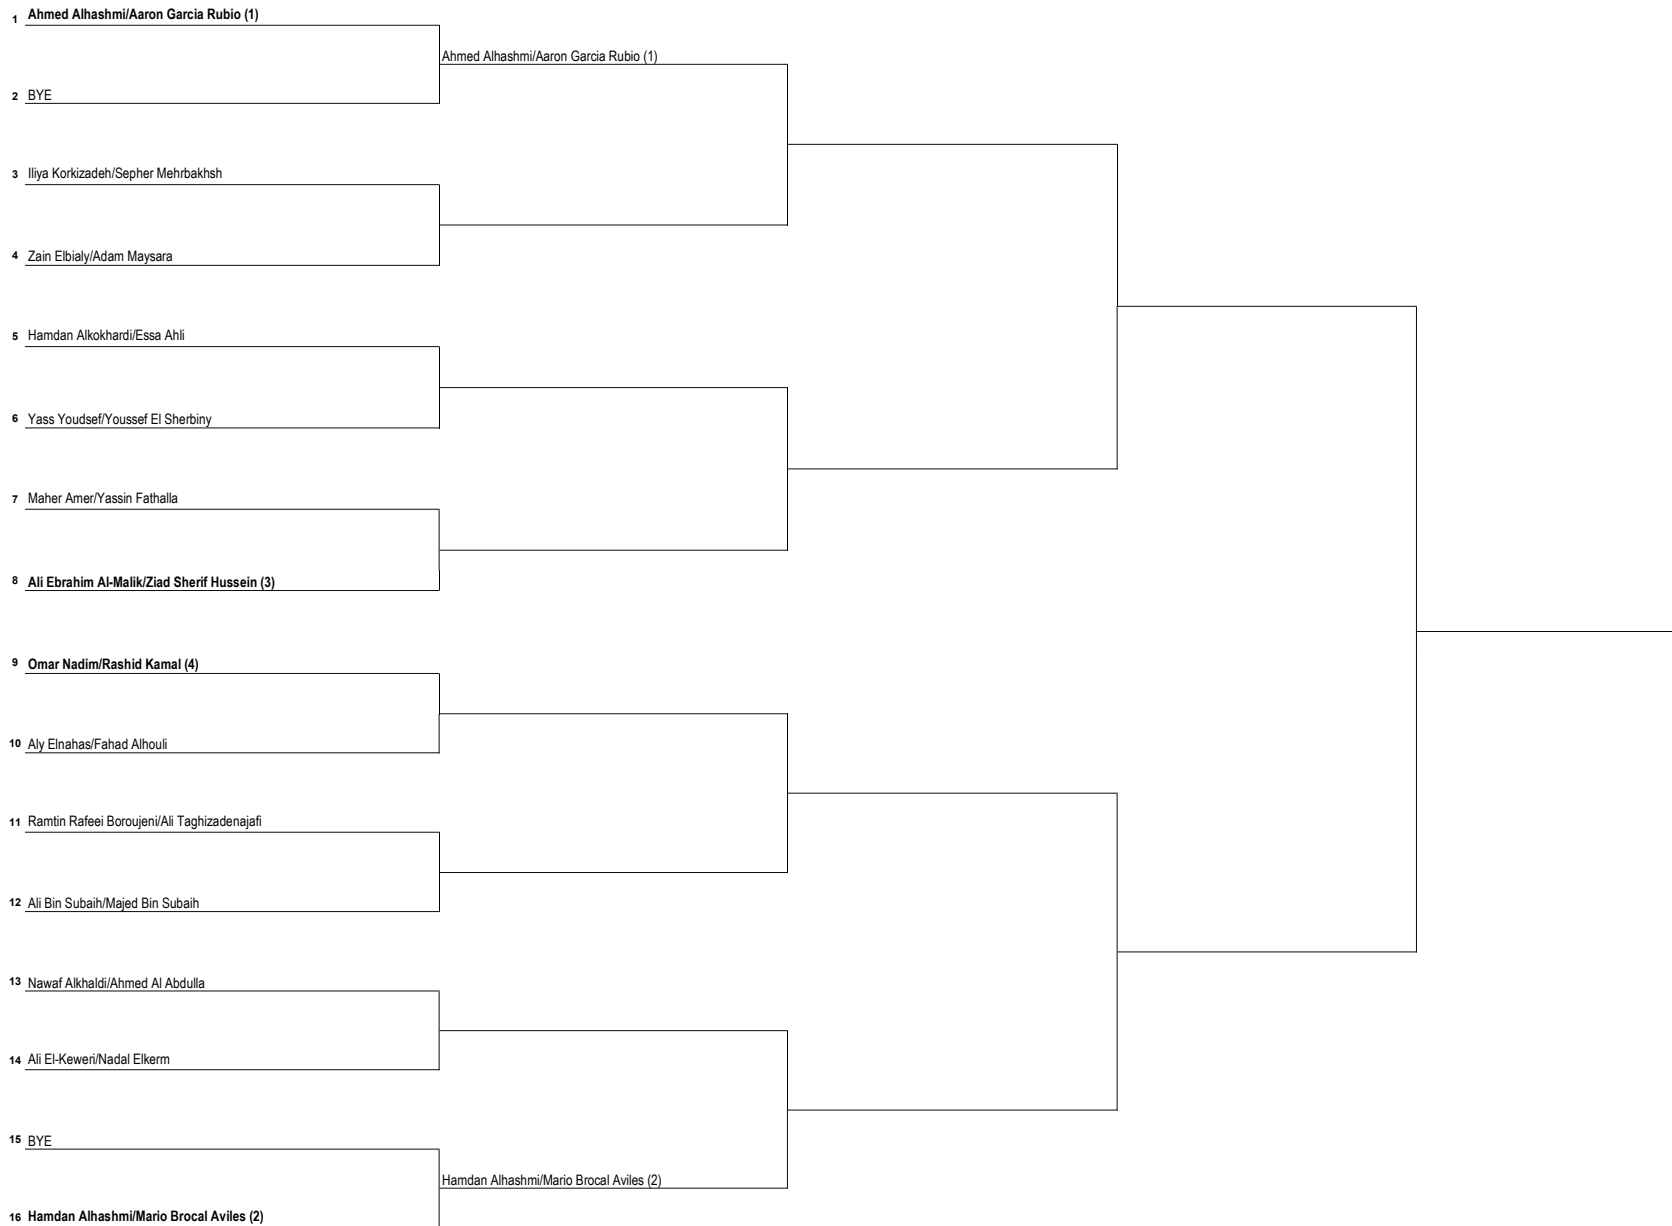 1 Ahmed Alhashmi/Aaron Garcia Rubio (1)
Ahmed Alhashmi/Aaron Garcia Rubio (1)
2 BYE
3 Iliya Korkizadeh/Sepher Mehrbakhsh
4 Zain Elbialy/Adam Maysara
5 Hamdan Alkokhardi/Essa Ahli
6 Yass Youdsef/Youssef El Sherbiny
7 Maher Amer/Yassin Fathalla
8 Ali Ebrahim Al-Malik/Ziad Sherif Hussein (3)
9 Omar Nadim/Rashid Kamal (4)
10 Aly Elnahas/Fahad Alhouli
11 Ramtin Rafeei Boroujeni/Ali Taghizadenajafi
12 Ali Bin Subaih/Majed Bin Subaih
13 Nawaf Alkhaldi/Ahmed Al Abdulla
14 Ali El-Keweri/Nadal Elkerm
15 BYE
Hamdan Alhashmi/Mario Brocal Aviles (2)
16 Hamdan Alhashmi/Mario Brocal Aviles (2)